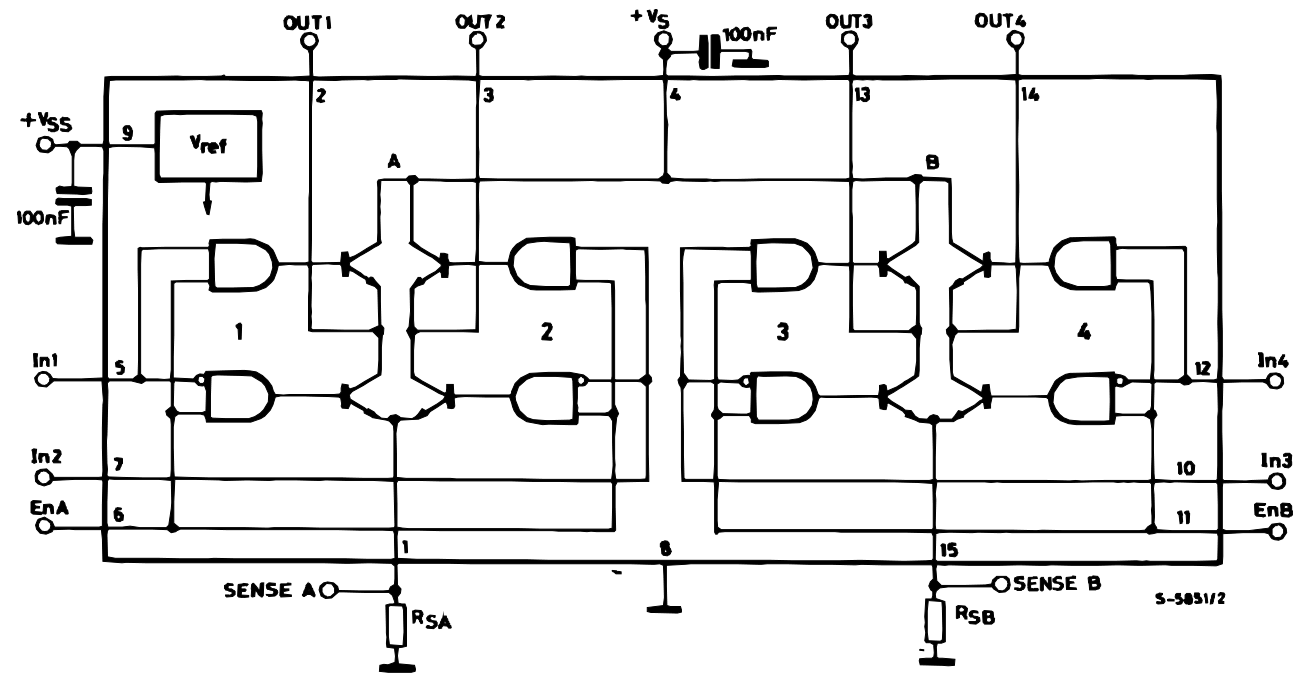 OUT1 OUT2 +VS 100nF OUT3 OUT4
2 3 4 13 14
+VSS 9 Vref
A B
100nF
1 2 3 4
In1 5 12 In4
In2 7 10 In3
EnA 6 11 EnB
1 8 15
SENSE A SENSE B
RSA RSB S-5851/2